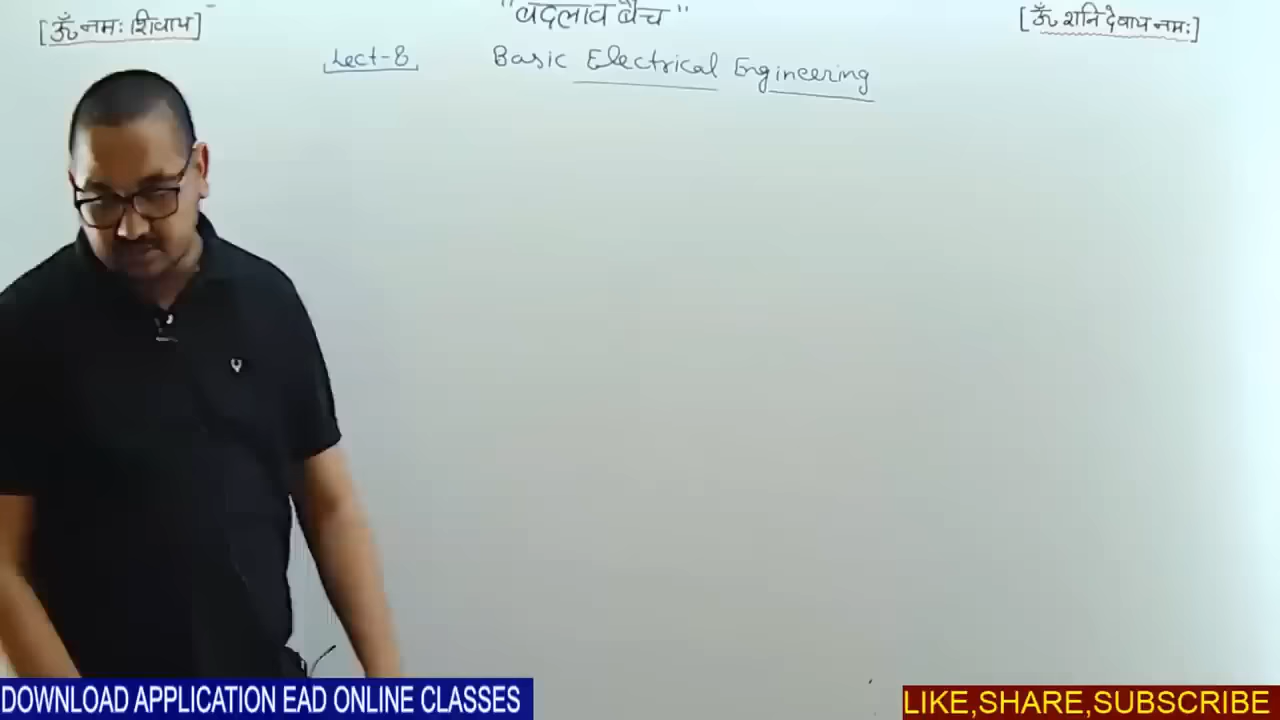 [ॐ नमः शिवाय]
"बदलाव बैच"
[ॐ शनि देवाय नमः]
Lect-8 Basic Electrical Engineering
DOWNLOAD APPLICATION EAD ONLINE CLASSES
LIKE,SHARE,SUBSCRIBE